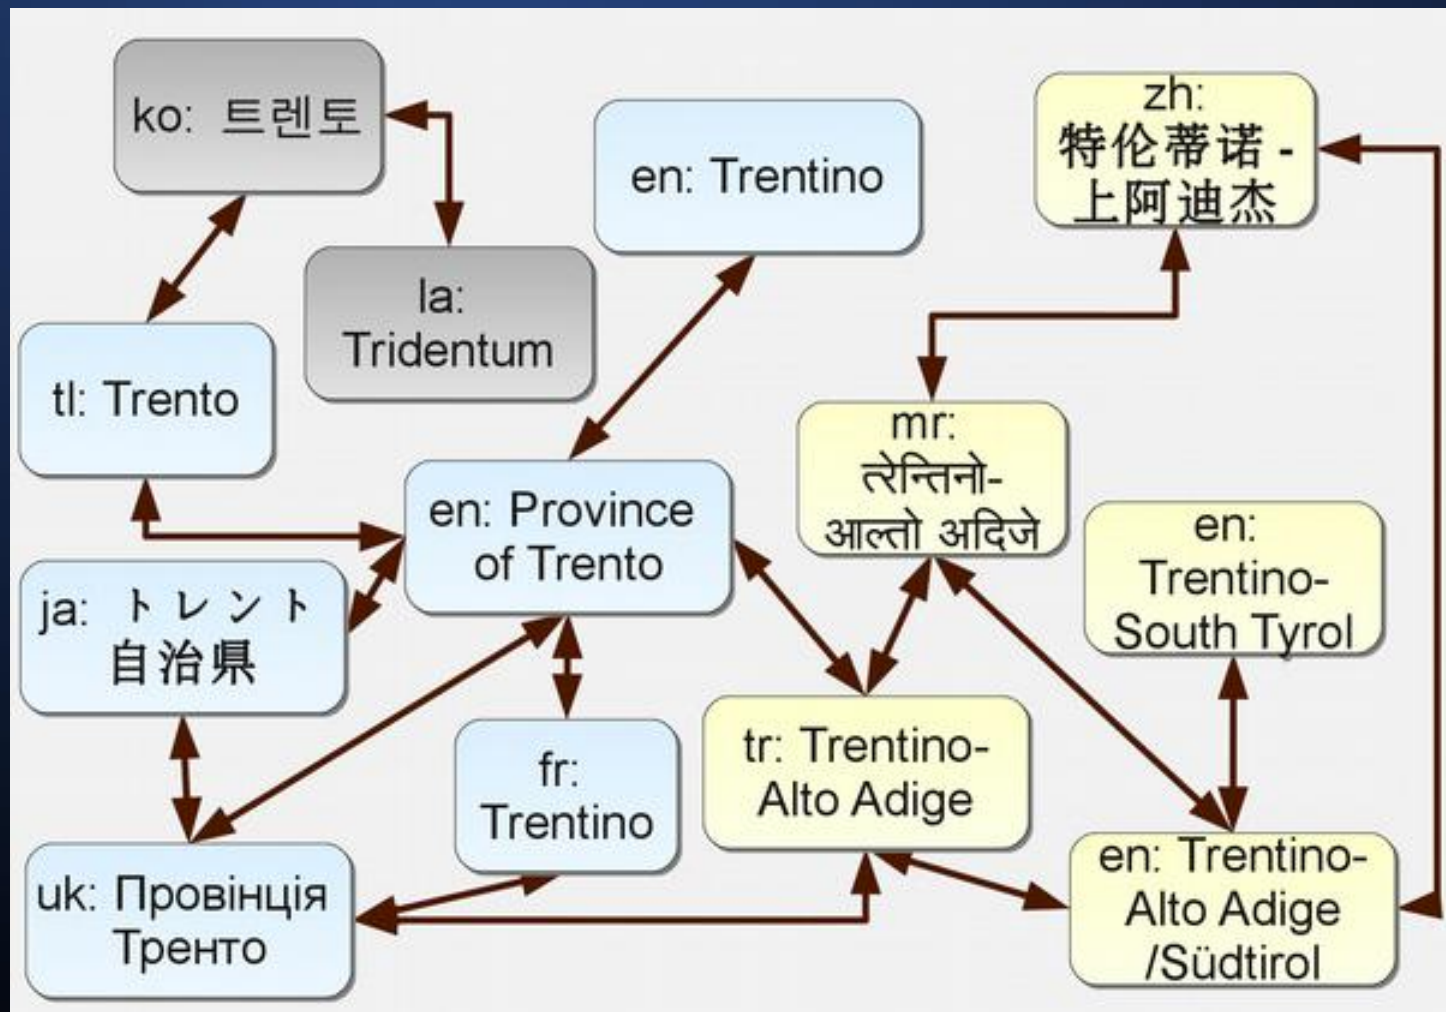 ko: 트렌토
en: Trentino
zh:
特伦蒂诺 -
上阿迪杰
la:
Tridentum
tl: Trento
mr:
त्रेन्तिनो-
आल्तो अदिजे
en: Province
of Trento
en:
Trentino-
South Tyrol
ja: トレント
自治県
fr:
Trentino
tr: Trentino-
Alto Adige
uk: Провінція
Тренто
en: Trentino-
Alto Adige
/Südtirol